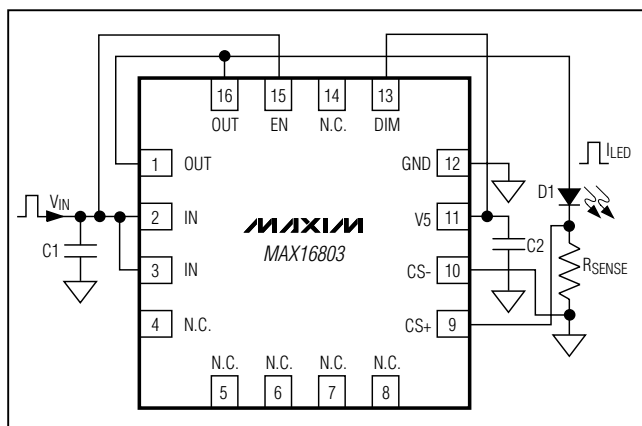 16 15 14 13
OUT EN N.C. DIM
1 OUT
GND 12
I_LED
V_IN
2 IN
MAXIM
V5 11
D1
C1
3 IN
MAX16803
CS- 10
C2
R_SENSE
4 N.C.
CS+ 9
N.C. N.C. N.C. N.C.
5 6 7 8